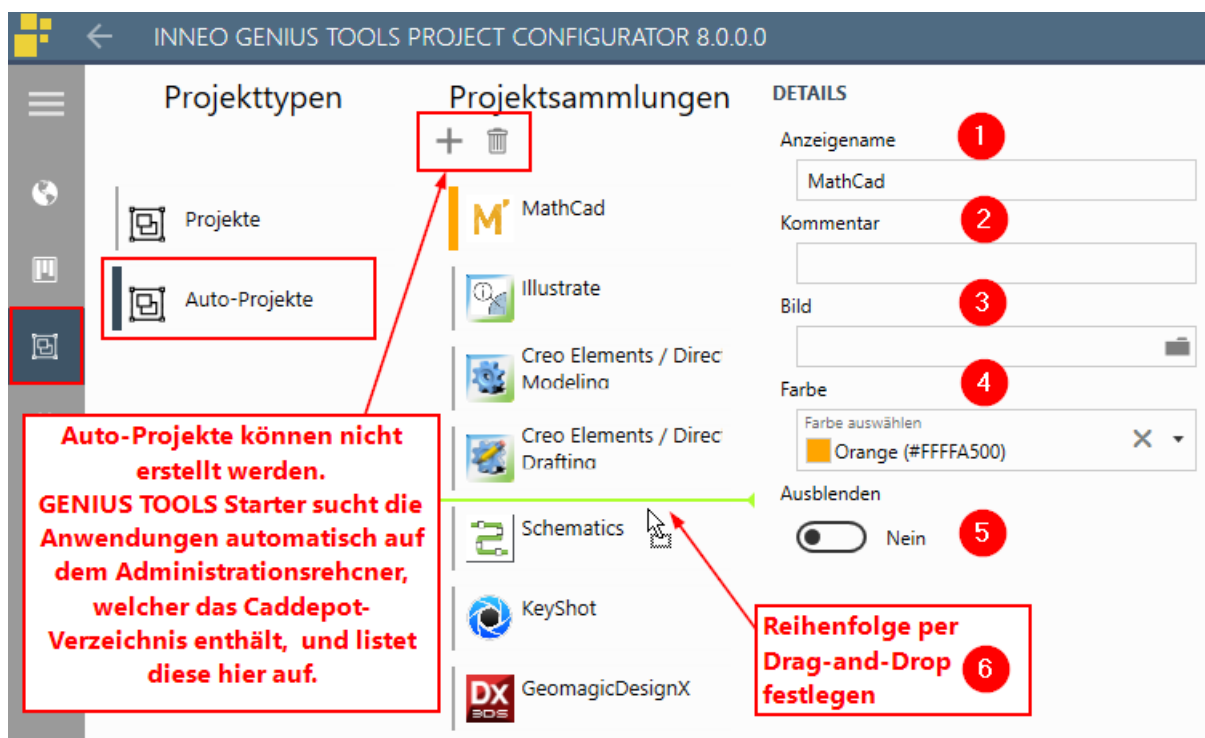 INNEO GENIUS TOOLS PROJECT CONFIGURATOR 8.0.0.0
Projekttypen
Projekte
Auto-Projekte
Projektsammlungen
MathCad
Illustrate
Creo Elements / Direc
Modeling
Creo Elements / Direc
Drafting
Schematics
KeyShot
DX
3DS
GeomagicDesignX
DETAILS
Anzeigename
1
MathCad
Kommentar
2
Bild
3
Farbe
4
Farbe auswählen
Orange (#FFFFA500)
Ausblenden
Nein
5
Auto-Projekte können nicht
erstellt werden.
GENIUS TOOLS Starter sucht die
Anwendungen automatisch auf
dem Administrationsrehcner,
welcher das Caddepot-
Verzeichnis enthält, und listet
diese hier auf.
Reihenfolge per
Drag-and-Drop
festlegen
6